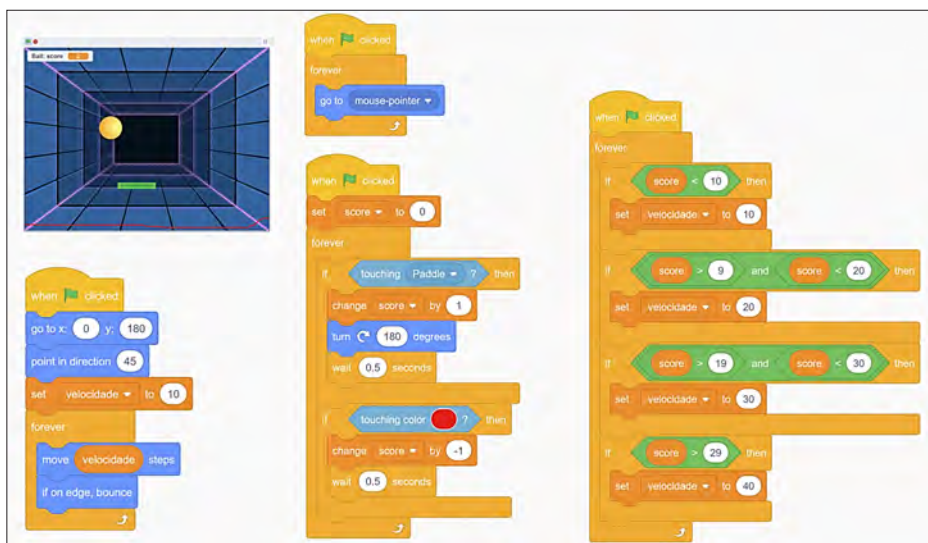 Ball: score
when clicked
go to x: 0 y: 180
point in direction 45
set velocidade to 10
forever
move velocidade steps
if on edge, bounce
when clicked
forever
go to mouse-pointer
when clicked
set score to 0
forever
if touching Paddle ? then
change score by 1
turn 180 degrees
wait 0.5 seconds
if touching color ? then
change score by -1
wait 0.5 seconds
when clicked
forever
If score < 10 then
set velocidade to 10
If score > 9 and score < 20 then
set velocidade to 20
If score > 19 and score < 30 then
set velocidade to 30
If score > 29 then
set velocidade to 40